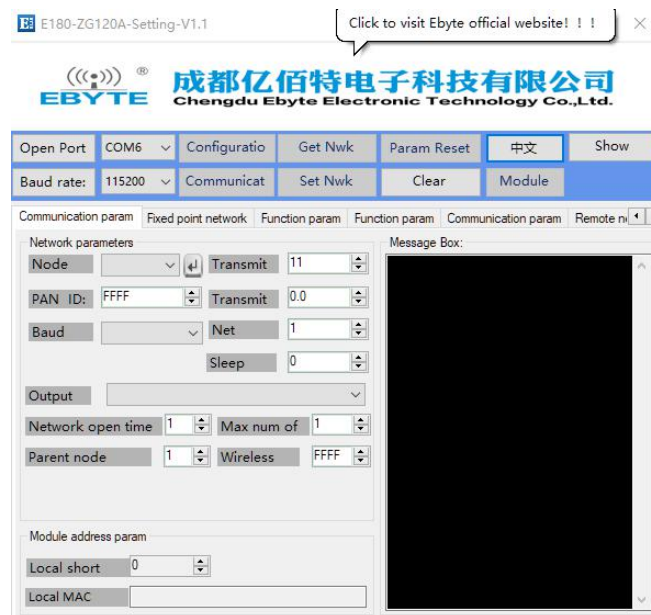 E180-ZG120A-Setting-V1.1
Click to visit Ebyte official website! ! !
((•)) ®
EBYTE
成都亿佰特电子科技有限公司
Chengdu Ebyte Electronic Technology Co.,Ltd.
Open Port COM6 Configuratio Get Nwk Param Reset 中文 Show
Baud rate: 115200 Communicat Set Nwk Clear Module
Communication param Fixed point network Function param Function param Communication param Remote n
Network parameters
Message Box:
Node Transmit 11
PAN ID: FFFF Transmit 0.0
Baud Net 1
Sleep 0
Output
Network open time 1 Max num of 1
Parent node 1 Wireless FFFF
Module address param
Local shor 0
Local MAC